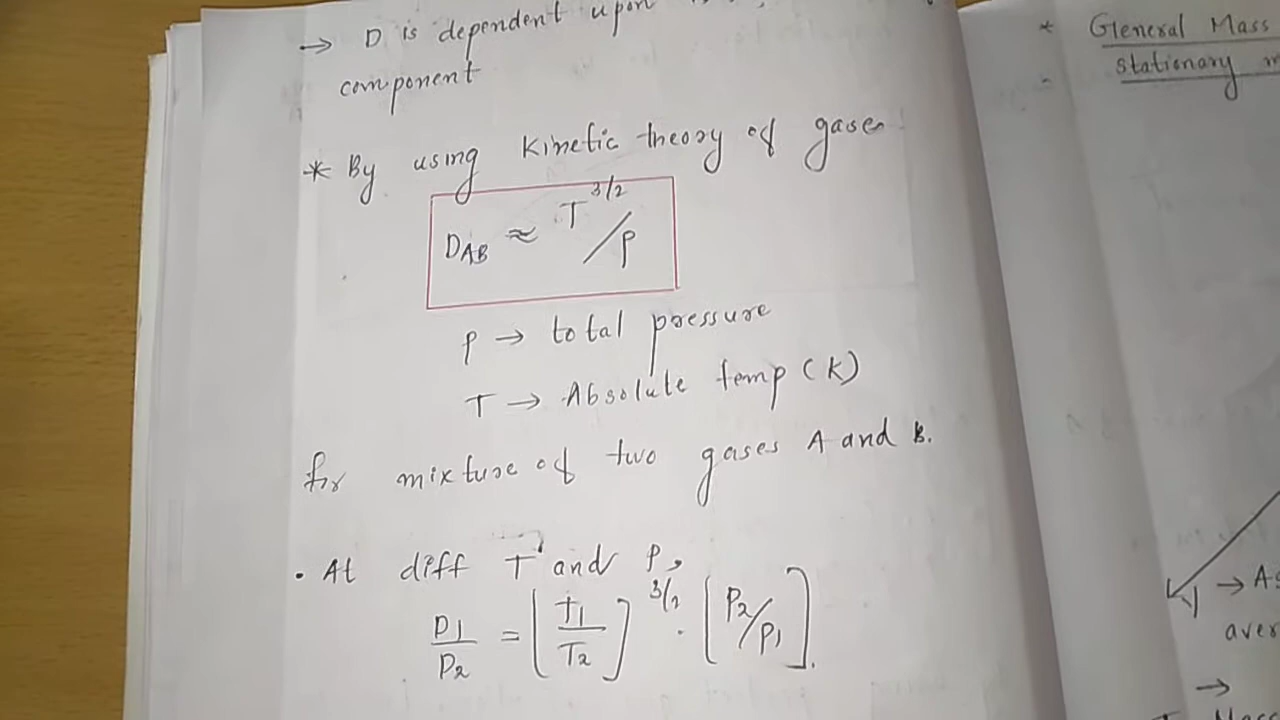 → D is dependent upon
component
* By using Kinetic theory of gases
D_AB ≈ T^3/2 / P
P → total pressure
T → Absolute temp (K)
for mixture of two gases A and B.
• At diff T and P,
D1/D2 = [T1/T2]^3/2 · [P2/P1].
* General Mass
stationary
→ As
aver
→
Mass